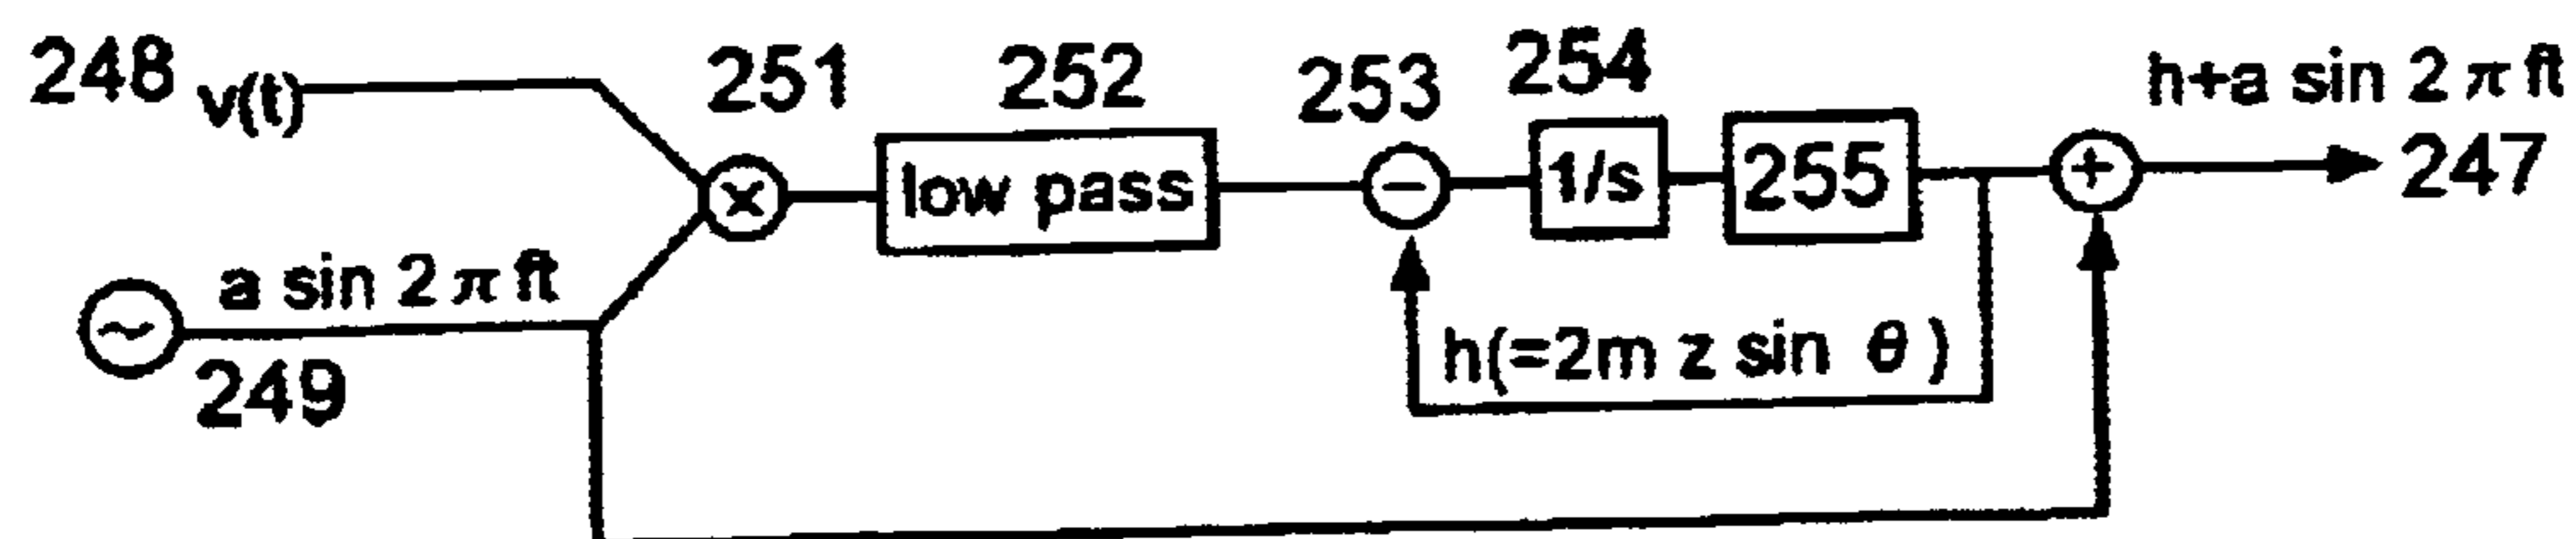 248 v(t)
251
252
253
254
h+a sin 2 π ft
247
×
low pass
−
1/s
255
+
a sin 2 π ft
~
249
h(=2m z sin θ )